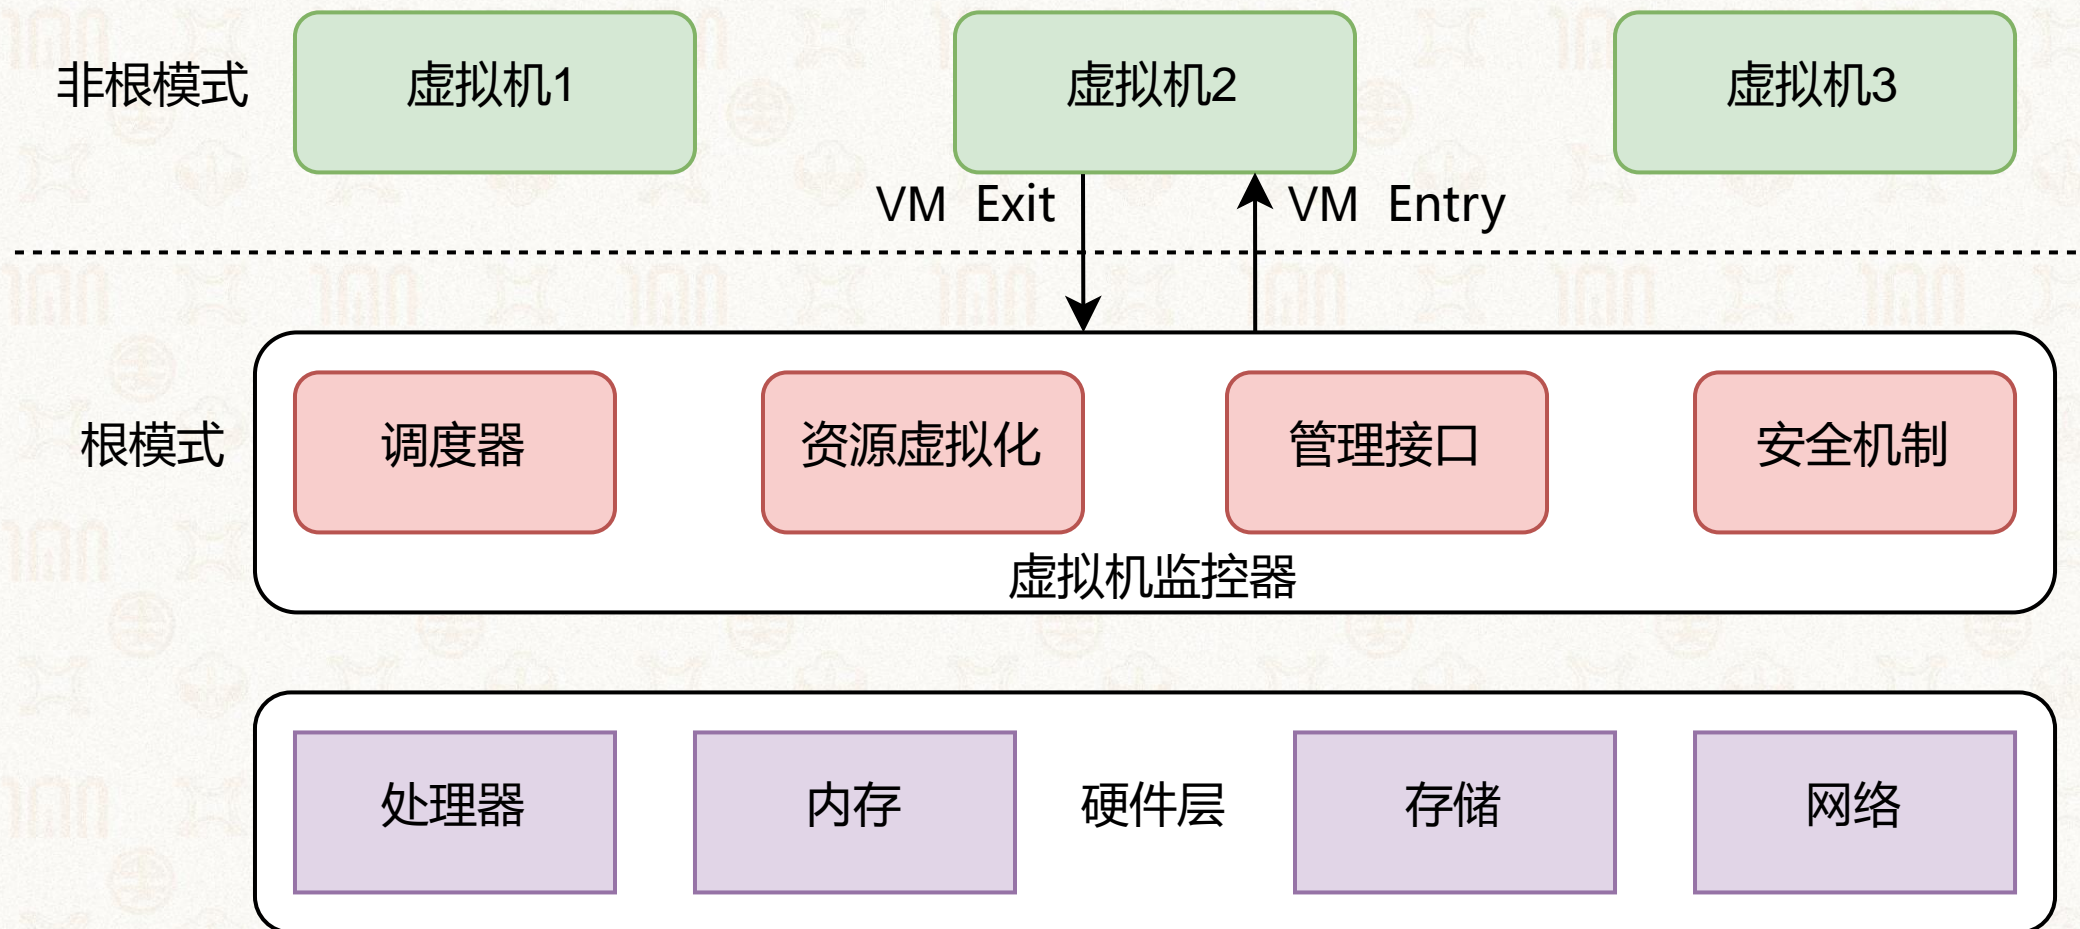 非根模式
虚拟机1
虚拟机2
虚拟机3
VM Exit
VM Entry
根模式
调度器
资源虚拟化
管理接口
安全机制
虚拟机监控器
处理器
内存
硬件层
存储
网络